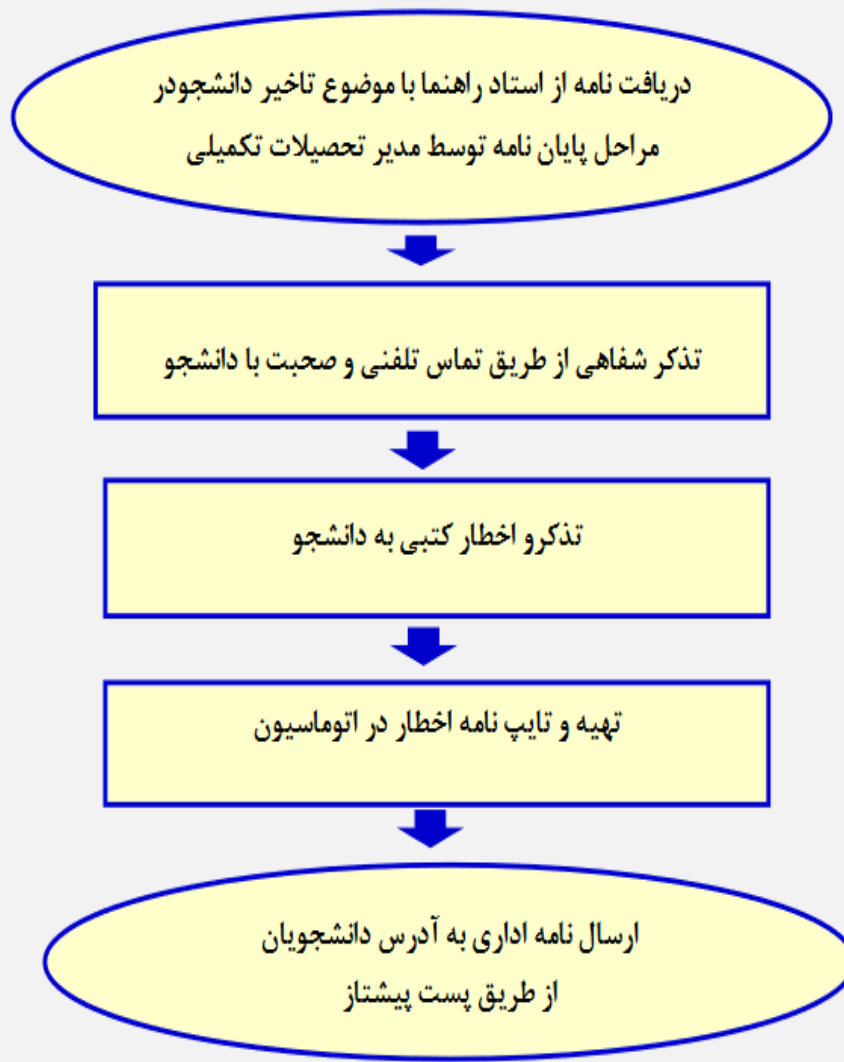 دریافت نامه از استاد راهنما با موضوع تاخیر دانشجودر
مراحل پایان نامه توسط مدیر تحصیلات تکمیلی
تذکر شفاهی از طریق تماس تلفنی و صحبت با دانشجو
تذکرو اخطار کتبی به دانشجو
تهیه و تایپ نامه اخطار در اتوماسیون
ارسال نامه اداری به آدرس دانشجویان
از طریق پست پیشتاز